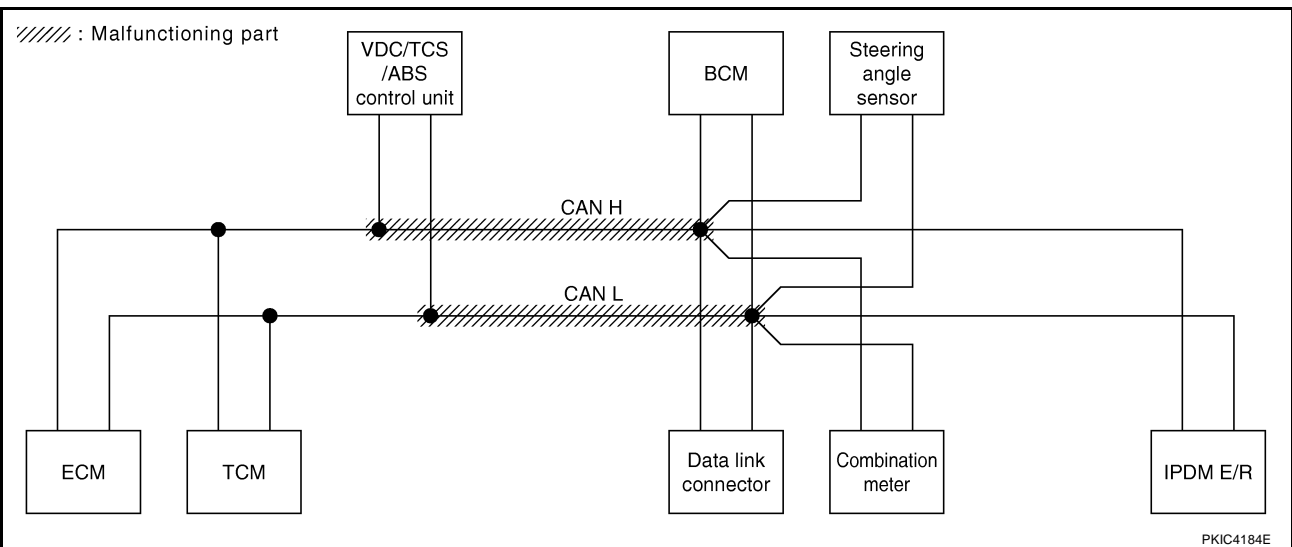 : Malfunctioning part
VDC/TCS
/ABS
control unit
BCM
Steering
angle
sensor
CAN H
CAN L
ECM
TCM
Data link
connector
Combination
meter
IPDM E/R
PKIC4184E